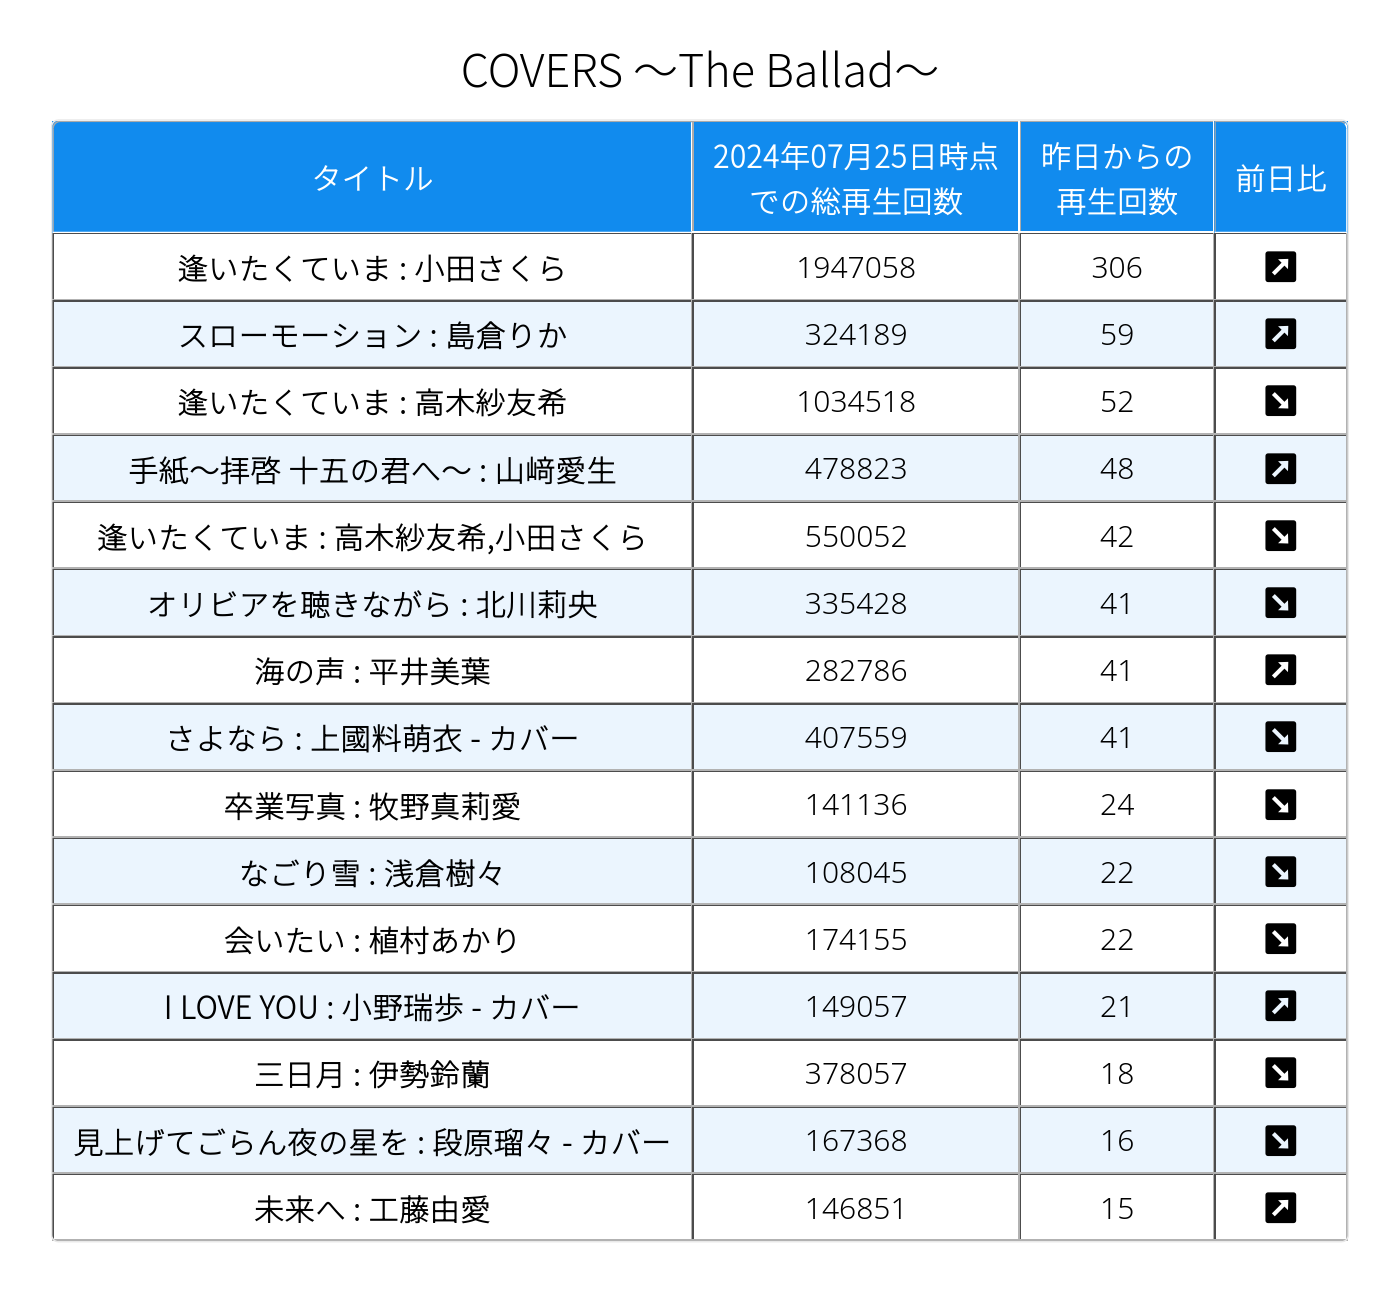 COVERS ～The Ballad～
タイトル
2024年07月25日時点
での総再生回数
昨日からの
再生回数
前日比
逢いたくていま : 小田さくら 1947058 306 ↗
スローモーション : 島倉りか 324189 59 ↗
逢いたくていま : 高木紗友希 1034518 52 ↘
手紙～拝啓 十五の君へ～ : 山﨑愛生 478823 48 ↗
逢いたくていま : 高木紗友希,小田さくら 550052 42 ↘
オリビアを聴きながら : 北川莉央 335428 41 ↘
海の声 : 平井美葉 282786 41 ↗
さよなら : 上國料萌衣 - カバー 407559 41 ↘
卒業写真 : 牧野真莉愛 141136 24 ↘
なごり雪 : 浅倉樹々 108045 22 ↘
会いたい : 植村あかり 174155 22 ↘
I LOVE YOU : 小野瑞歩 - カバー 149057 21 ↗
三日月 : 伊勢鈴蘭 378057 18 ↘
見上げてごらん夜の星を : 段原瑠々 - カバー 167368 16 ↘
未来へ : 工藤由愛 146851 15 ↗